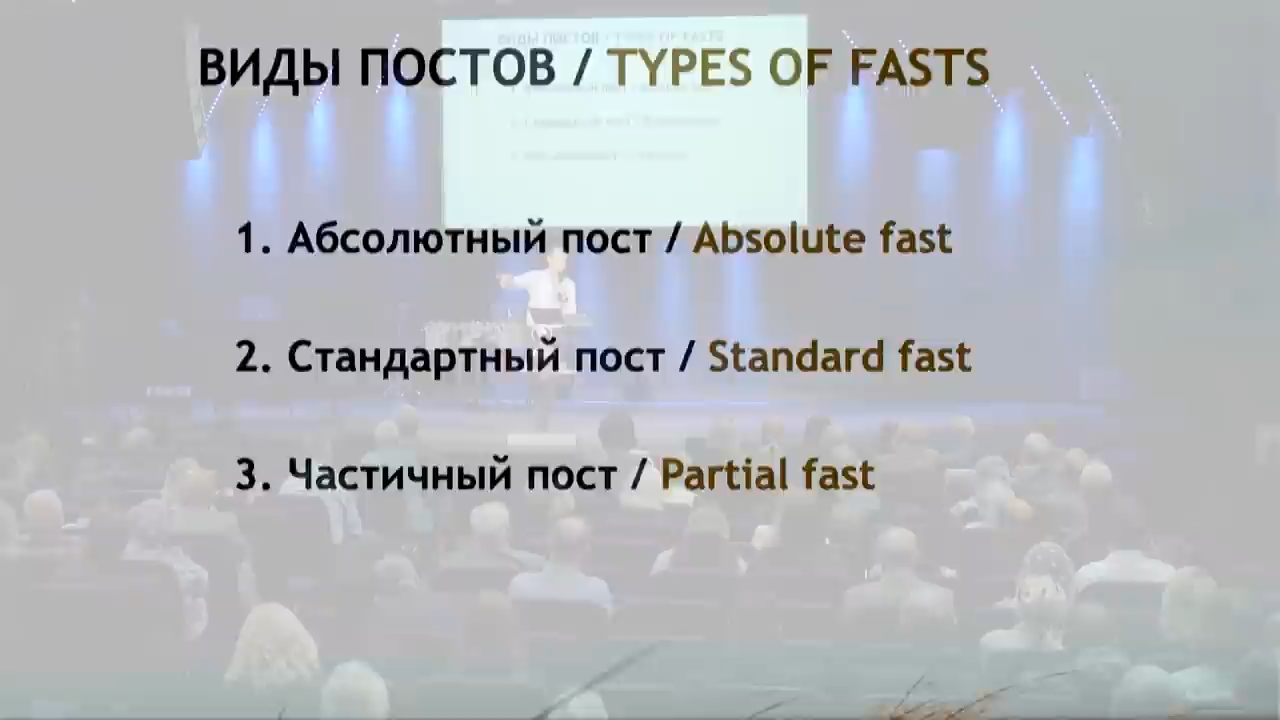 ВИДЫ ПОСТОВ / TYPES OF FASTS
1. Абсолютный пост / Absolute fast
2. Стандартный пост / Standard fast
3. Частичный пост / Partial fast